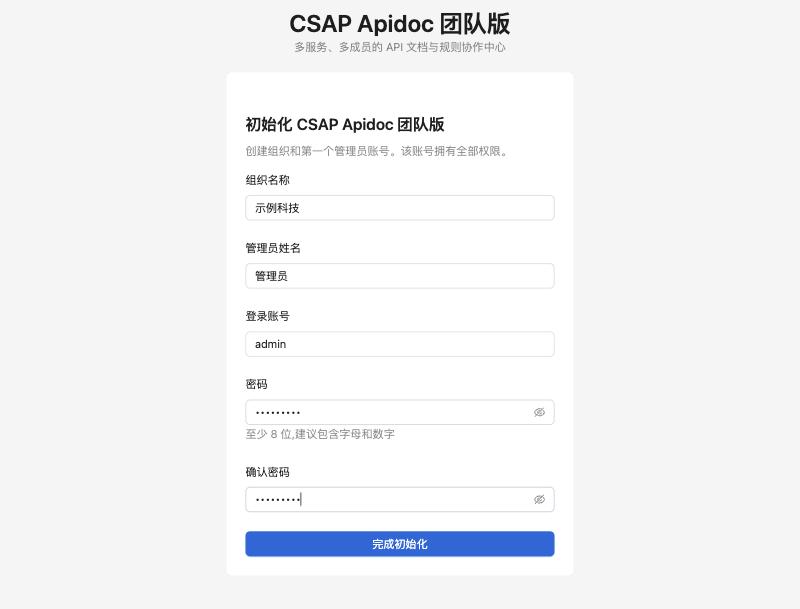 CSAP Apidoc 团队版
多服务、多成员的 API 文档与规则协作中心
初始化 CSAP Apidoc 团队版
创建组织和第一个管理员账号。该账号拥有全部权限。
组织名称
示例科技
管理员姓名
管理员
登录账号
admin
密码
•••••••••
至少 8 位,建议包含字母和数字
确认密码
•••••••••
完成初始化